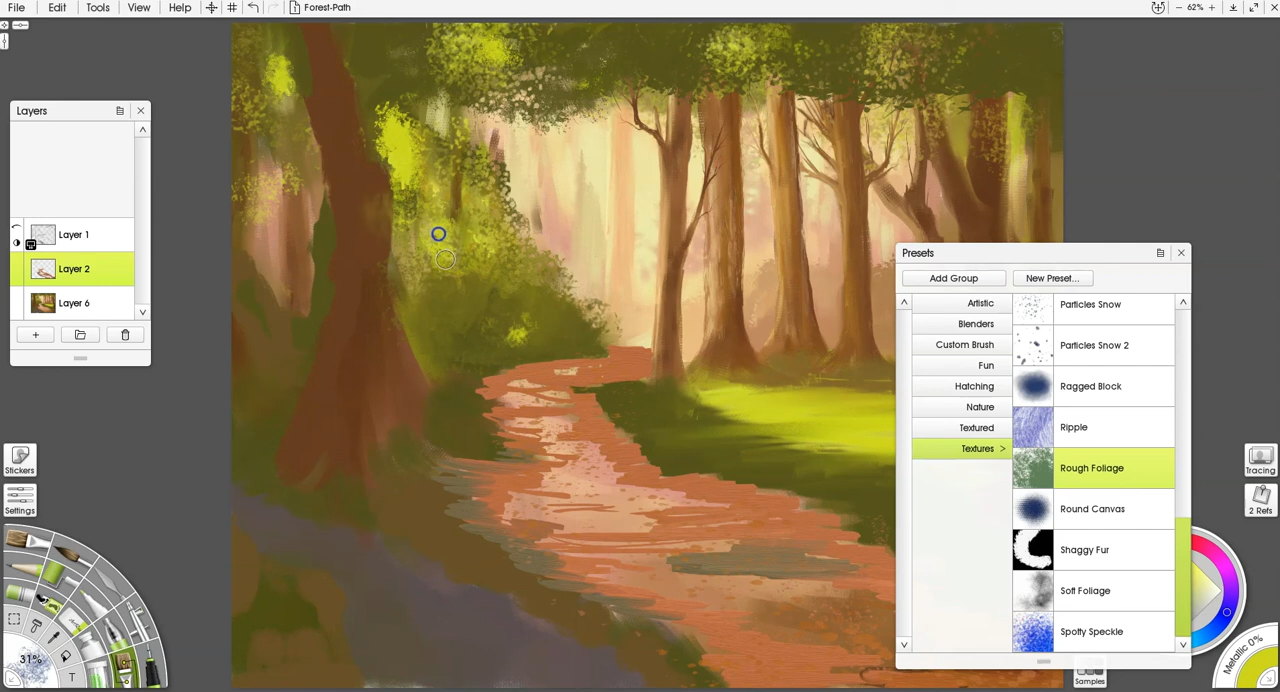 File Edit Tools View Help Forest-Path 62%
Layers
Layer 1
Layer 2
Layer 6
Presets
Add Group New Preset...
Artistic
Blenders
Custom Brush
Fun
Hatching
Nature
Textured
Textures >
Particles Snow
Particles Snow 2
Ragged Block
Ripple
Rough Foliage
Round Canvas
Shaggy Fur
Soft Foliage
Spotty Speckle
Stickers
Settings
31%
T
Tracing
2 Refs
Metallic 0%
Samples